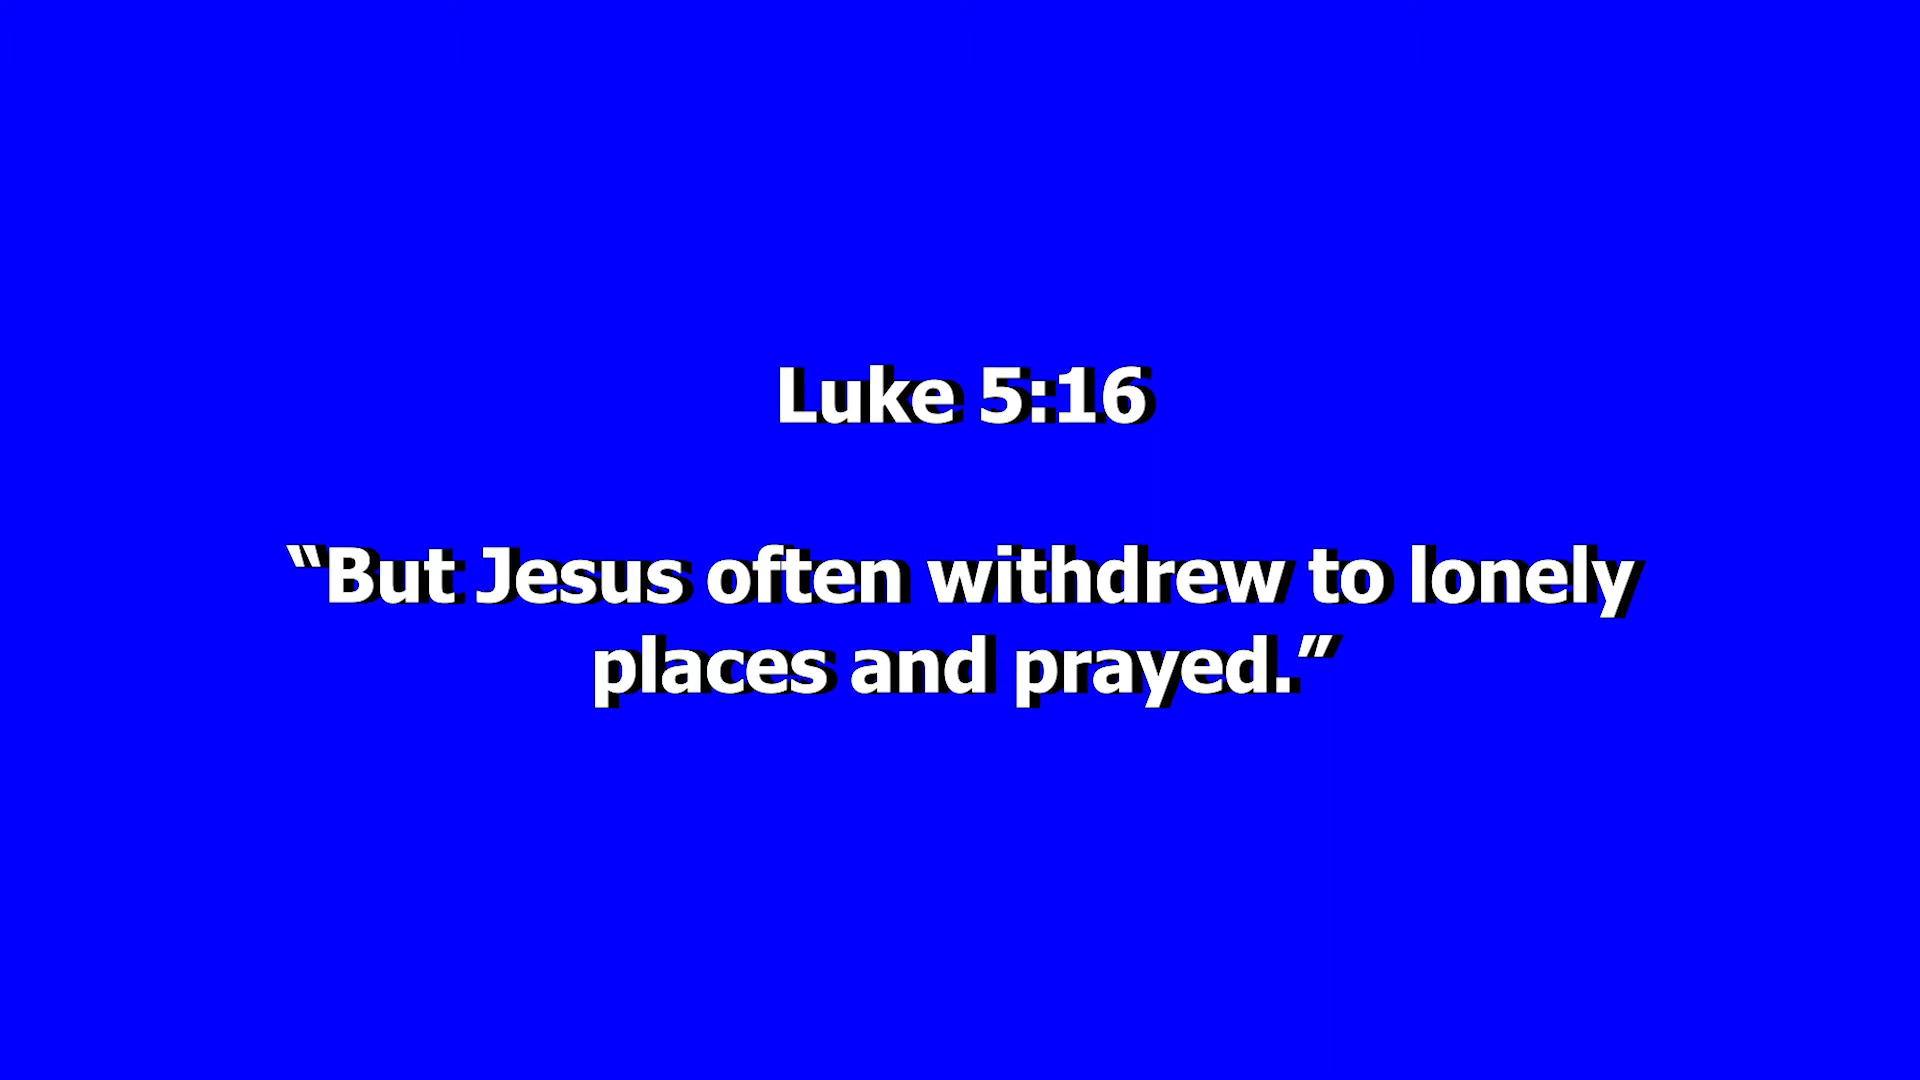 Luke 5:16
“But Jesus often withdrew to lonely
places and prayed.”